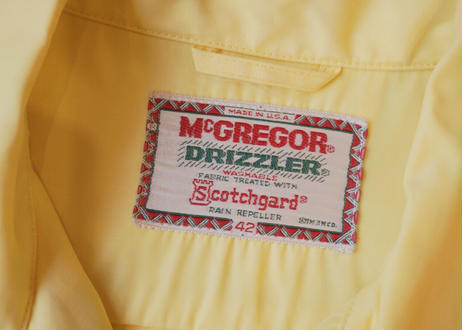 MADE IN U.S.A.
McGREGOR®
DRIZZLER®
WASHABLE
FABRIC TREATED WITH
Scotchgard®
RAIN REPELLER
42